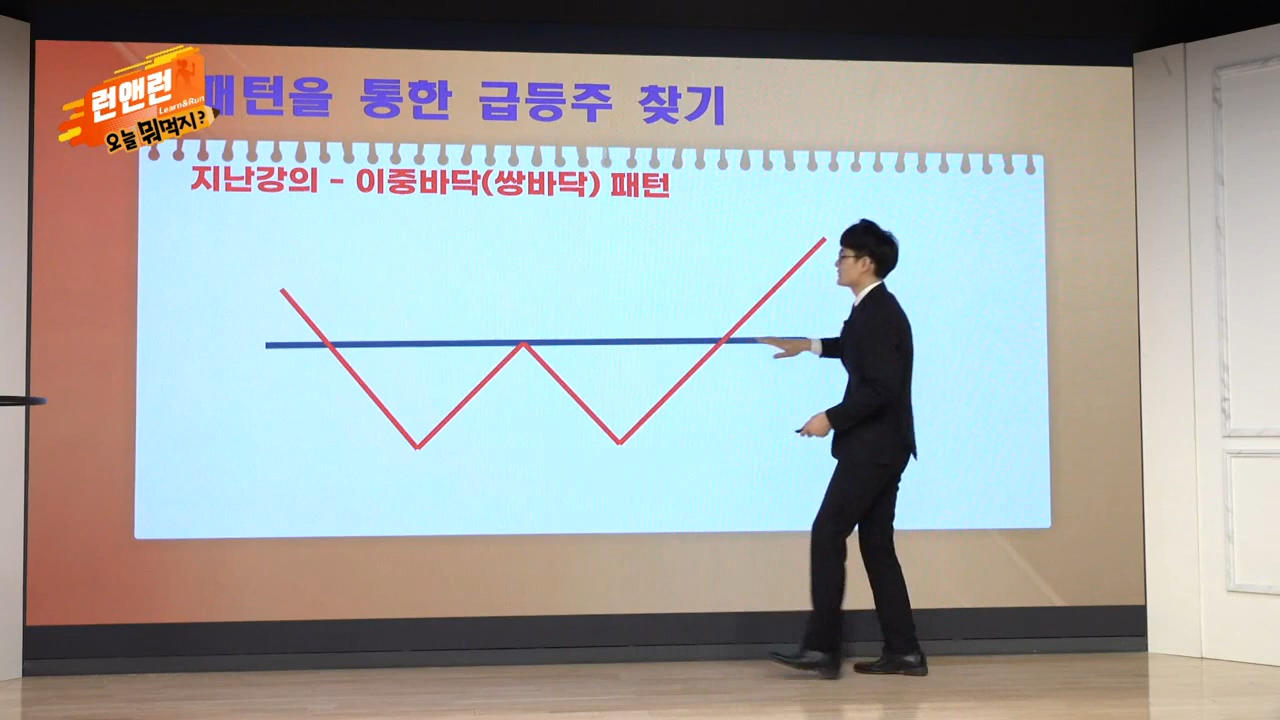 런앤런
Learn&Run
오늘 뭐먹지?
패턴을 통한 급등주 찾기
지난강의 - 이중바닥(쌍바닥) 패턴